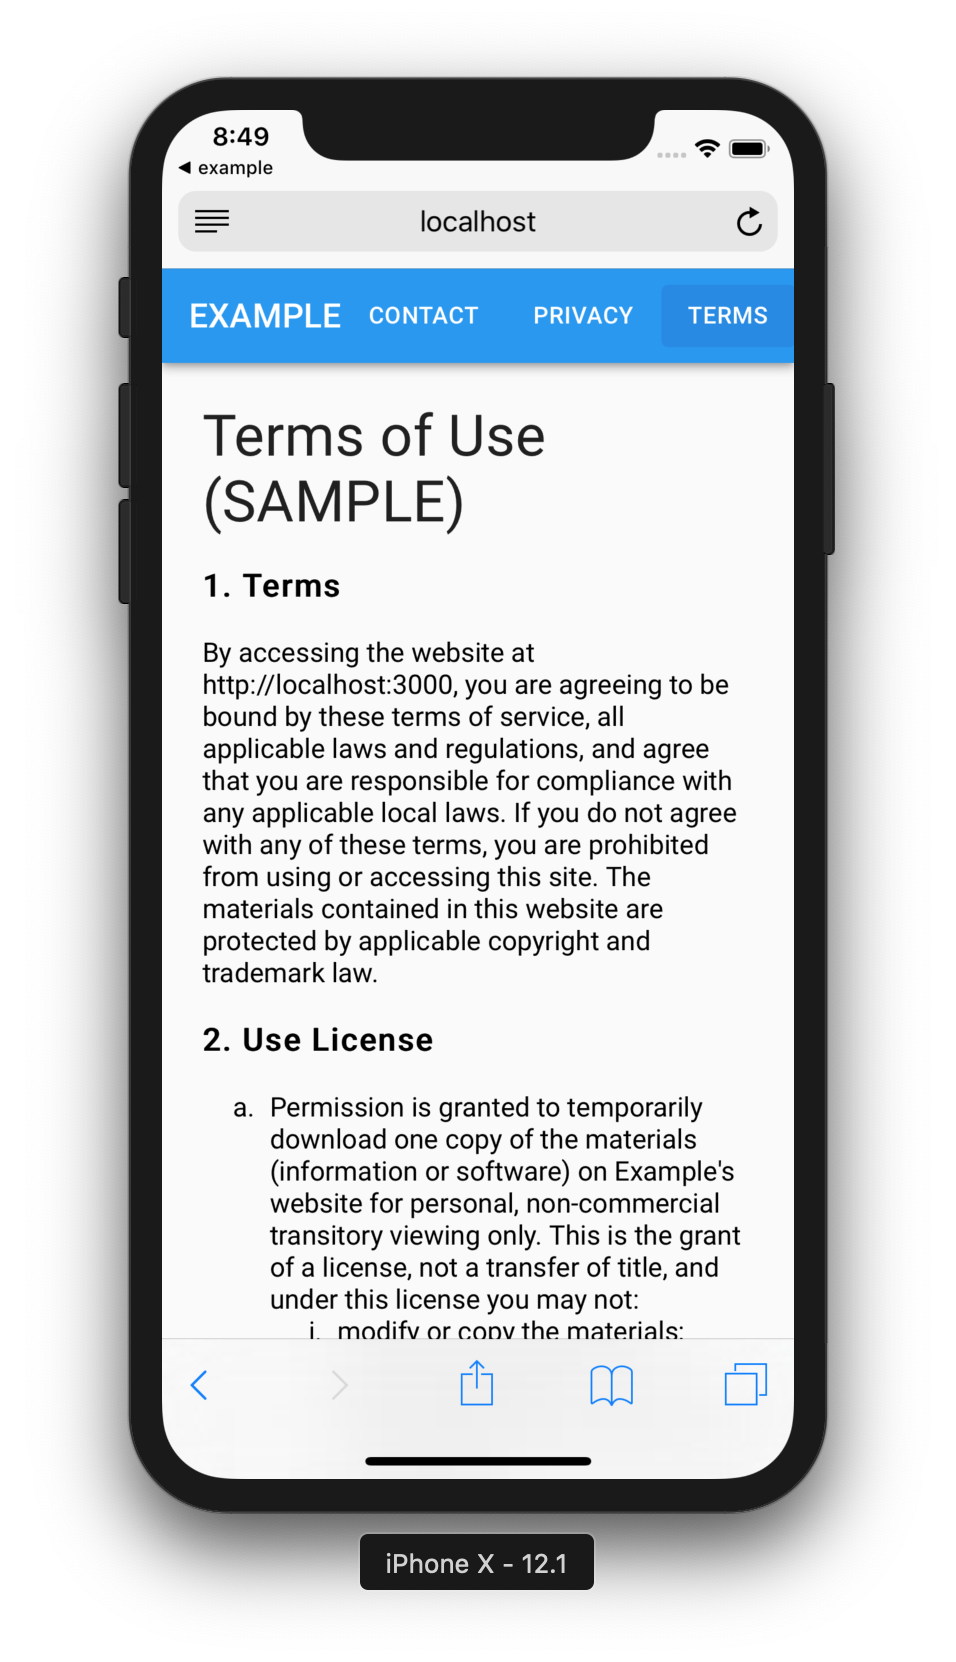 8:49
◀ example
localhost
EXAMPLE CONTACT PRIVACY TERMS
Terms of Use
(SAMPLE)
1. Terms
By accessing the website at
http://localhost:3000, you are agreeing to be
bound by these terms of service, all
applicable laws and regulations, and agree
that you are responsible for compliance with
any applicable local laws. If you do not agree
with any of these terms, you are prohibited
from using or accessing this site. The
materials contained in this website are
protected by applicable copyright and
trademark law.
2. Use License
a. Permission is granted to temporarily
download one copy of the materials
(information or software) on Example's
website for personal, non-commercial
transitory viewing only. This is the grant
of a license, not a transfer of title, and
under this license you may not:
i. modify or copy the materials;
iPhone X - 12.1